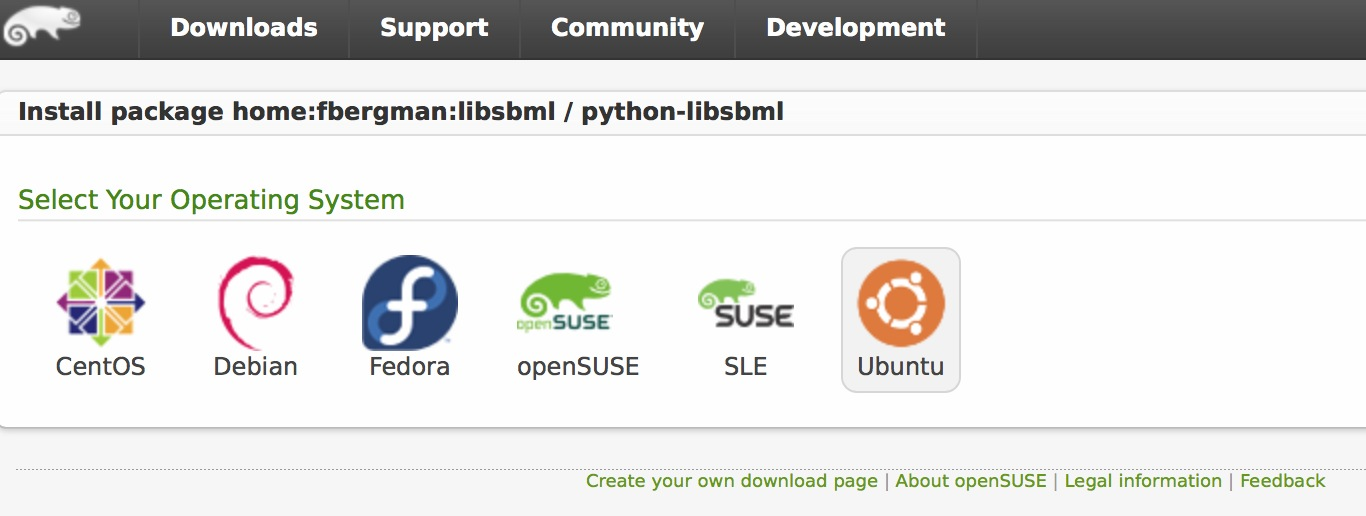 Downloads Support Community Development
Install package home:fbergman:libsbml / python-libsbml
Select Your Operating System
openSUSE SUSE
CentOS Debian Fedora openSUSE SLE Ubuntu
Create your own download page | About openSUSE | Legal information | Feedback